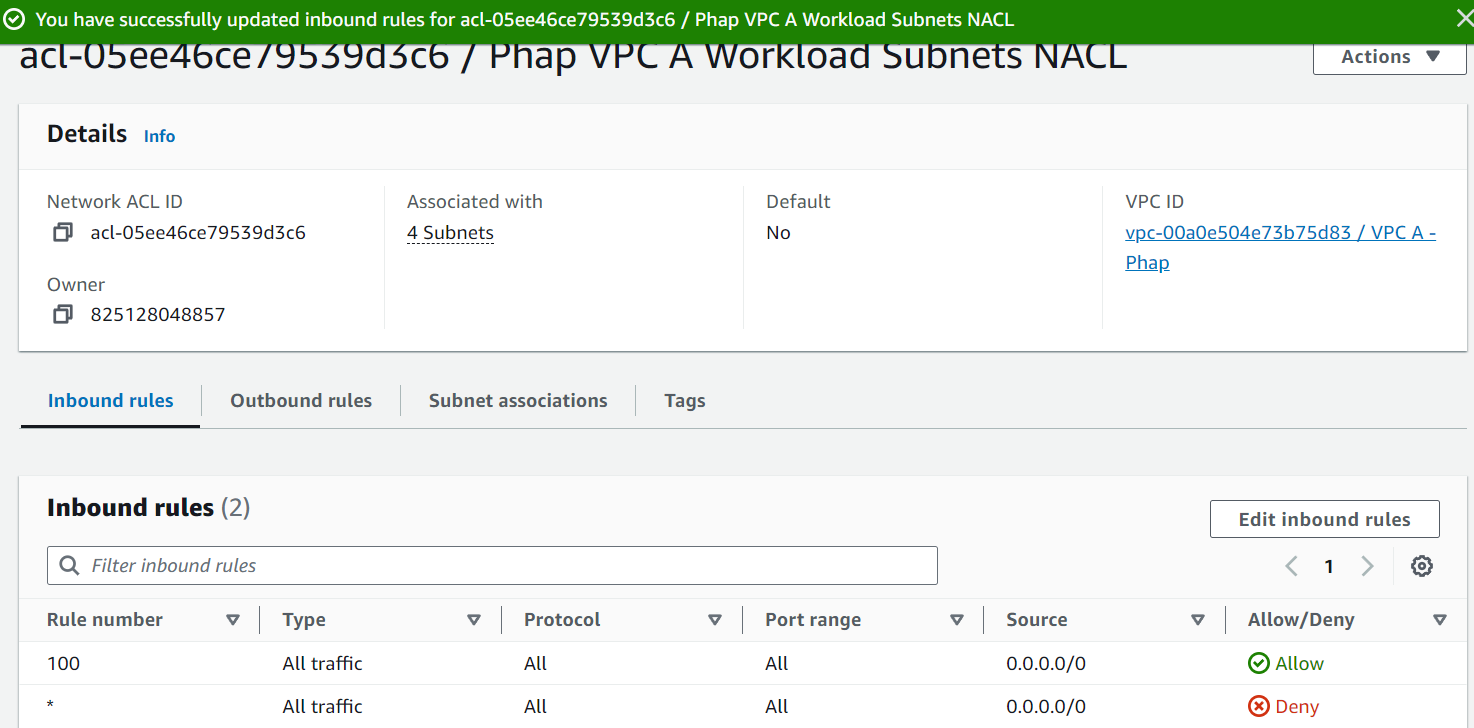 You have successfully updated inbound rules for acl-05ee46ce79539d3c6 / Phap VPC A Workload Subnets NACL
acl-05ee46ce79539d3c6 / Phap VPC A Workload Subnets NACL
Actions
Details Info
Network ACL ID
acl-05ee46ce79539d3c6
Associated with
4 Subnets
Default
No
VPC ID
vpc-00a0e504e73b75d83 / VPC A -
Phap
Owner
825128048857
Inbound rules Outbound rules Subnet associations Tags
Inbound rules (2)
Edit inbound rules
Filter inbound rules
1
Rule number Type Protocol Port range Source Allow/Deny
100 All traffic All All 0.0.0.0/0 Allow
* All traffic All All 0.0.0.0/0 Deny